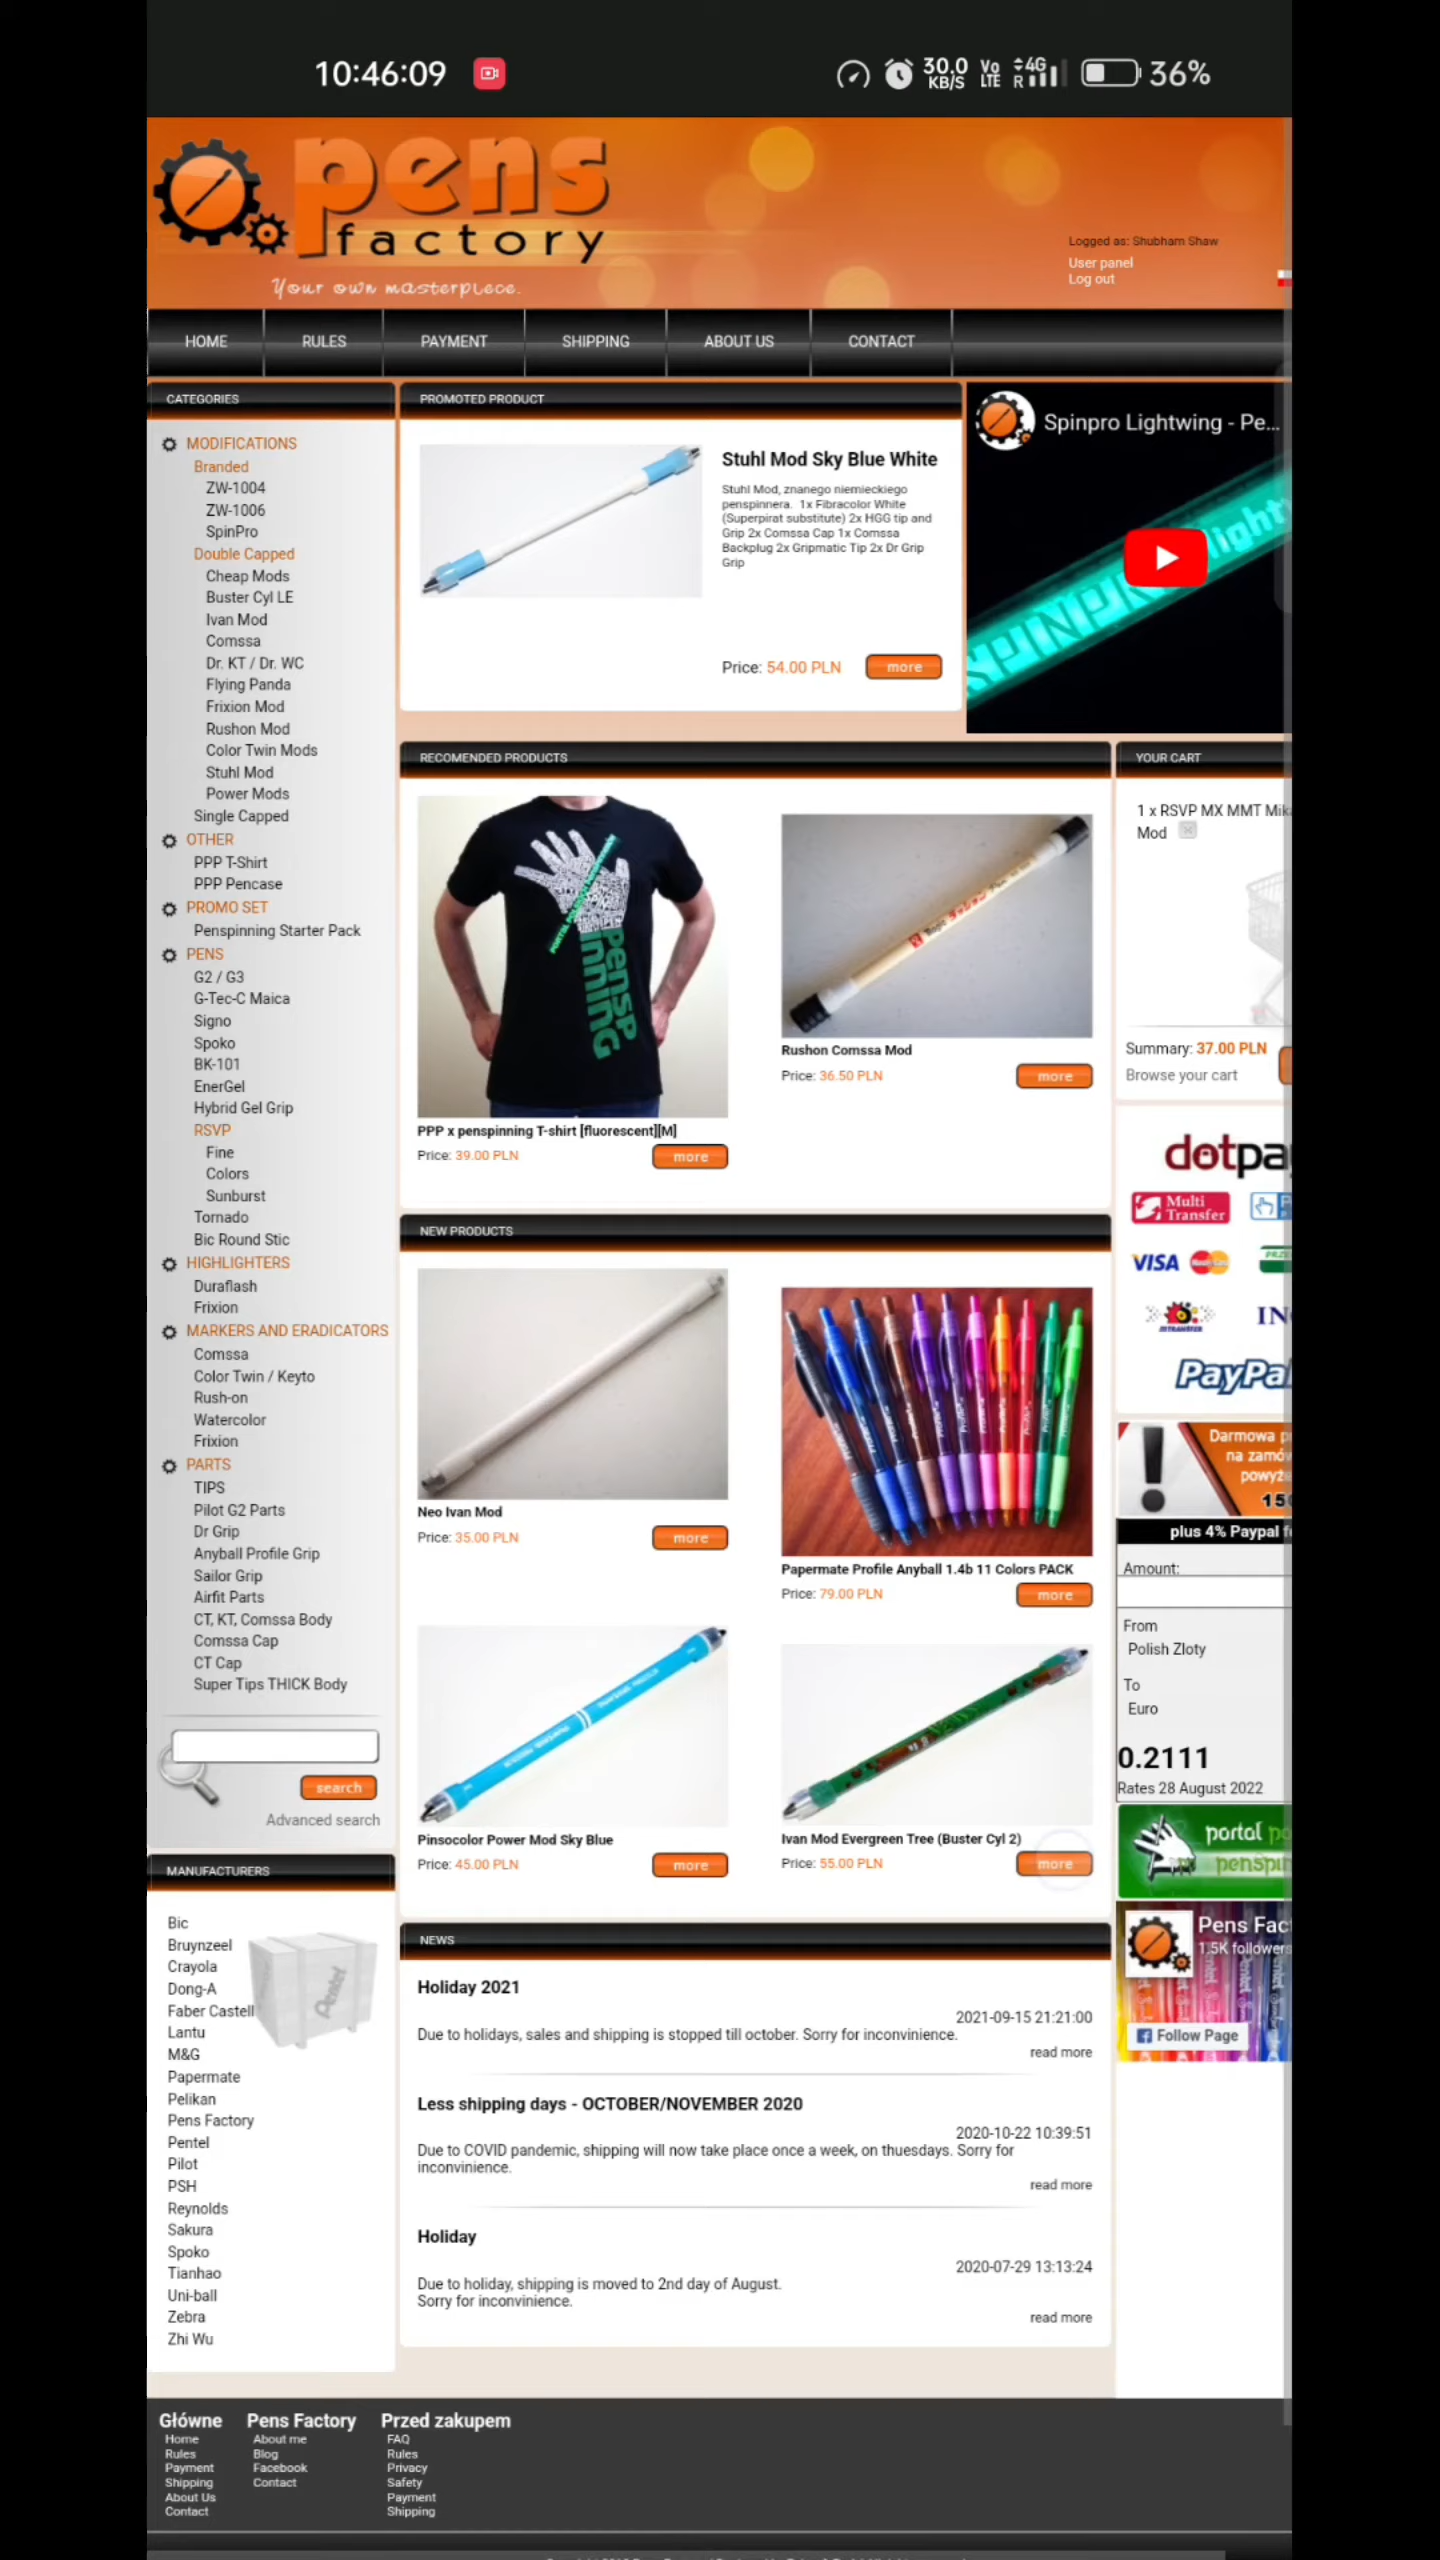 10:46:09
30.0 KB/S
Vo LTE
4G R
36%
pens
factory
Your own masterpiece.
Logged as: Shubham Shaw
User panel
Log out
HOME
RULES
PAYMENT
SHIPPING
ABOUT US
CONTACT
CATEGORIES
MODIFICATIONS
Branded
ZW-1004
ZW-1006
SpinPro
Double Capped
Cheap Mods
Buster Cyl LE
Ivan Mod
Comssa
Dr. KT / Dr. WC
Flying Panda
Frixion Mod
Rushon Mod
Color Twin Mods
Stuhl Mod
Power Mods
Single Capped
OTHER
PPP T-Shirt
PPP Pencase
PROMO SET
Penspinning Starter Pack
PENS
G2 / G3
G-Tec-C Maica
Signo
Spoko
BK-101
EnerGel
Hybrid Gel Grip
RSVP
Fine
Colors
Sunburst
Tornado
Bic Round Stic
HIGHLIGHTERS
Duraflash
Frixion
MARKERS AND ERADICATORS
Comssa
Color Twin / Keyto
Rush-on
Watercolor
Frixion
PARTS
TIPS
Pilot G2 Parts
Dr Grip
Anyball Profile Grip
Sailor Grip
Airfit Parts
CT, KT, Comssa Body
Comssa Cap
CT Cap
Super Tips THICK Body
search
Advanced search
MANUFACTURERS
Bic
Bruynzeel
Crayola
Dong-A
Faber Castell
Lantu
M&G
Papermate
Pelikan
Pens Factory
Pentel
Pilot
PSH
Reynolds
Sakura
Spoko
Tianhao
Uni-ball
Zebra
Zhi Wu
Pentel
PROMOTED PRODUCT
Stuhl Mod Sky Blue White
Stuhl Mod, znanego niemieckiego
penspinnera. 1x Fibracolor White
(Superpirat substitute) 2x HGG tip and
Grip 2x Comssa Cap 1x Comssa
Backplug 2x Gripmatic Tip 2x Dr Grip
Grip
Price: 54.00 PLN
more
Spinpro Lightwing - Pe...
SPINPRO light
RECOMENDED PRODUCTS
pensp
inning
PPP x penspinning T-shirt [fluorescent][M]
Price: 39.00 PLN
more
Rushon Comssa Mod
Price: 36.50 PLN
more
NEW PRODUCTS
Neo Ivan Mod
Price: 35.00 PLN
more
Papermate Profile Anyball 1.4b 11 Colors PACK
Price: 79.00 PLN
more
Pinsocolor Power Mod Sky Blue
Price: 45.00 PLN
more
Ivan Mod Evergreen Tree (Buster Cyl 2)
Price: 55.00 PLN
more
NEWS
Holiday 2021
2021-09-15 21:21:00
Due to holidays, sales and shipping is stopped till october. Sorry for inconvinience.
read more
Less shipping days - OCTOBER/NOVEMBER 2020
2020-10-22 10:39:51
Due to COVID pandemic, shipping will now take place once a week, on thuesdays. Sorry for
inconvinience.
read more
Holiday
2020-07-29 13:13:24
Due to holiday, shipping is moved to 2nd day of August.
Sorry for inconvinience.
read more
YOUR CART
1 x RSVP MX MMT Mik
Mod
Summary: 37.00 PLN
Browse your cart
dotpa
Multi
Transfer
VISA MasterCard
PRZE
IN
PayPal
Darmowa p
na zamów
powyże
150
plus 4% Paypal f
Amount:
From
Polish Zloty
To
Euro
0.2111
Rates 28 August 2022
portal po
penspin
Pens Fac
1.5K followers
Follow Page
Główne
Home
Rules
Payment
Shipping
About Us
Contact
Pens Factory
About me
Blog
Facebook
Contact
Przed zakupem
FAQ
Rules
Privacy
Safety
Payment
Shipping